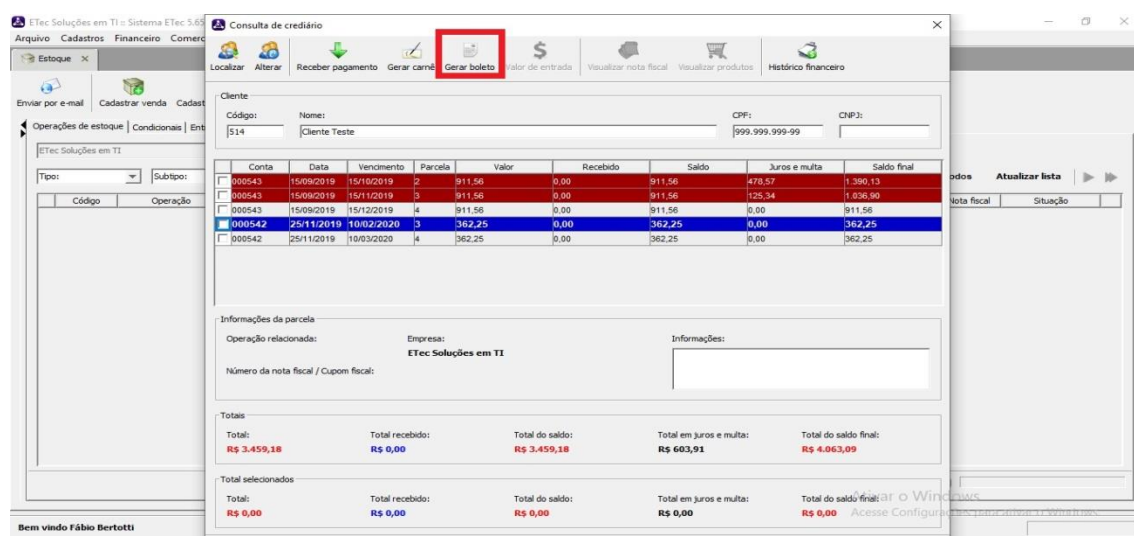 ETec Soluções em TI :: Sistema ETec 5.65
Arquivo Cadastros Financeiro Comerc
Estoque X
Enviar por e-mail Cadastrar venda Cadast
Operações de estoque Condicionais Ent
ETec Soluções em TI
Tipo: Subtipo:
Código Operação
Consulta de crediário
Localizar Alterar Receber pagamento Gerar carnê Gerar boleto Valor de entrada Visualizar nota fiscal Visualizar produtos Histórico financeiro
Cliente
Código: Nome: CPF: CNPJ:
514 Cliente Teste 999.999.999-99
Conta Data Vencimento Parcela Valor Recebido Saldo Juros e multa Saldo final
000543 15/09/2019 15/10/2019 2 911,56 0,00 911,56 478,57 1.390,13
000543 15/09/2019 15/11/2019 3 911,56 0,00 911,56 125,34 1.036,90
000543 15/09/2019 15/12/2019 4 911,56 0,00 911,56 0,00 911,56
000542 25/11/2019 10/02/2020 3 362,25 0,00 362,25 0,00 362,25
000542 25/11/2019 10/03/2020 4 362,25 0,00 362,25 0,00 362,25
Informações da parcela
Operação relacionada: Empresa: Informações:
ETec Soluções em TI
Número da nota fiscal / Cupom fiscal:
Totais
Total: Total recebido: Total do saldo: Total em juros e multa: Total do saldo final:
R$ 3.459,18 R$ 0,00 R$ 3.459,18 R$ 603,91 R$ 4.063,09
Total selecionados
Total: Total recebido: Total do saldo: Total em juros e multa: Total do saldo final:
R$ 0,00 R$ 0,00 R$ 0,00 R$ 0,00 R$ 0,00
odos Atualizar lista
Nota fiscal Situação
Ativar o Windows
Acesse Configurações para ativar o Windows.
Bem vindo Fábio Bertotti